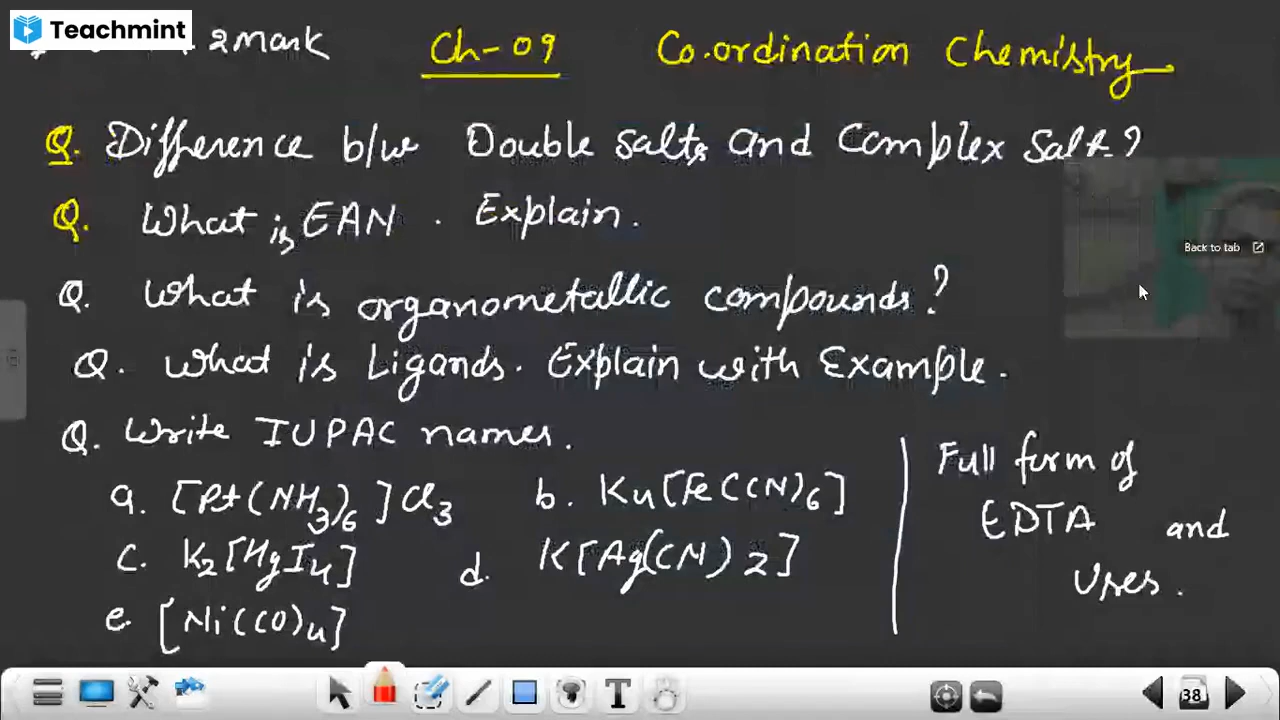 Teachmint
2 Mark Ch-09 Co.ordination Chemistry
Q. Difference b/w Double salts and Complex Salt?
Q. What is EAN. Explain.
Back to tab
Q. What is organometallic compounds?
Q. What is Ligands. Explain with Example.
Q. Write IUPAC names.
a. [Pt(NH3)6]Cl3 b. K4[Fe(CN)6]
c. K2[HgI4] d. K[Ag(CN)2]
e. [Ni(CO)4]
Full form of
EDTA and
Uses.
38